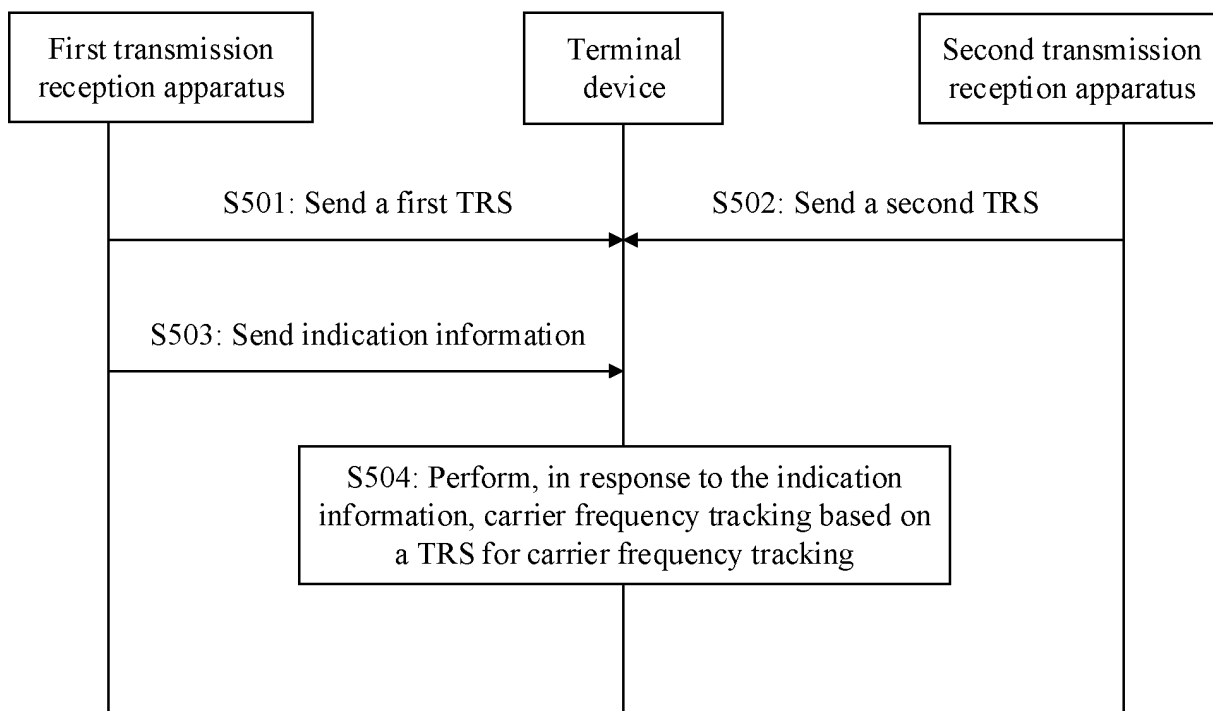 First transmission
reception apparatus
Terminal
device
Second transmission
reception apparatus
S501: Send a first TRS
S502: Send a second TRS
S503: Send indication information
S504: Perform, in response to the indication
information, carrier frequency tracking based on
a TRS for carrier frequency tracking